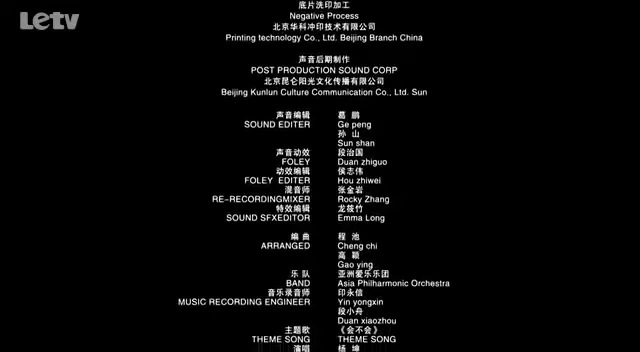 Letv
底片洗印加工
Negative Process
北京华科冲印技术有限公司
Printing technology Co., Ltd. Beijing Branch China
声音后期制作
POST PRODUCTION SOUND CORP
北京昆仑阳光文化传播有限公司
Beijing Kunlun Culture Communication Co., Ltd. Sun
声音编辑 葛 鹏
SOUND EDITER Ge peng
孙 山
Sun shan
声音动效 段治国
FOLEY Duan zhiguo
动效编辑 侯志伟
FOLEY EDITER Hou zhiwei
混音师 张金岩
RE-RECORDINGMIXER Rocky Zhang
特效编辑 龙筱竹
SOUND SFXEDITOR Emma Long
编 曲 程 池
ARRANGED Cheng chi
高 颖
Gao ying
乐 队 亚洲爱乐乐团
BAND Asia Philharmonic Orchestra
音乐录音师 印永信
MUSIC RECORDING ENGINEER Yin yongxin
段小舟
Duan xiaozhou
主题歌 《会不会》
THEME SONG THEME SONG
演唱 杨 坤